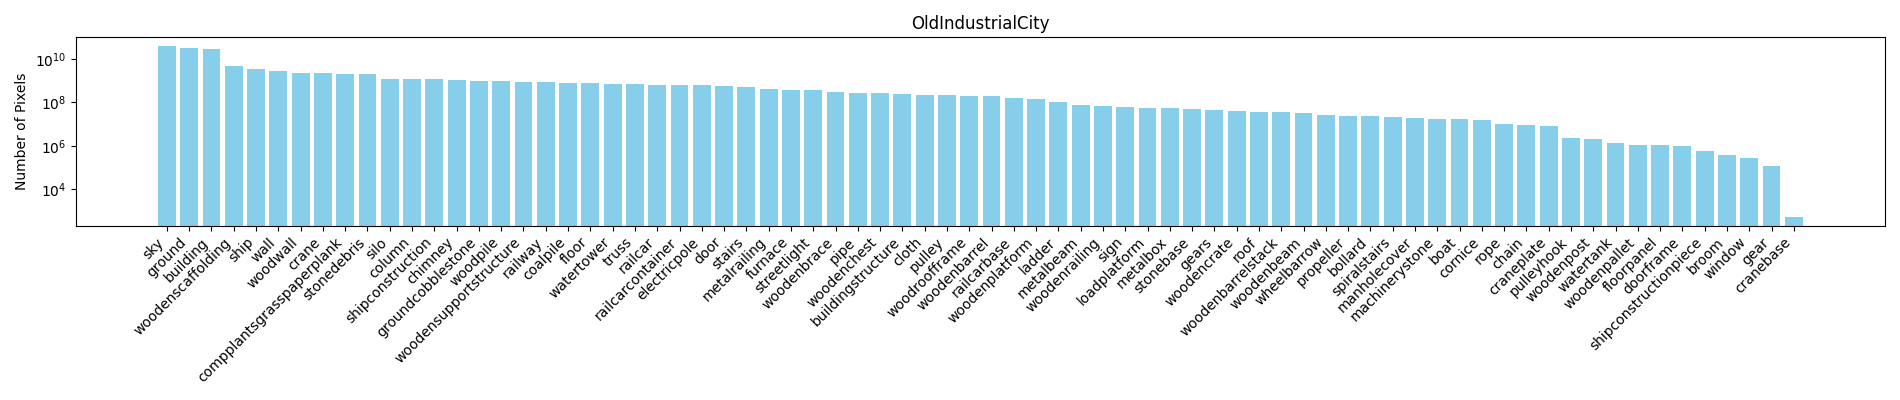 OldIndustrialCity
Number of Pixels
10^10
10^8
10^6
10^4
sky
ground
building
woodenscaffolding
ship
wall
woodwall
crane
compplantsgrassspaperplank
stonedebris
silo
column
shipconstruction
chimney
groundcobblestone
woodpile
woodensupportstructure
railway
coalpile
floor
watertower
truss
railcar
railcarcontainer
electricpole
door
stairs
metalrailing
furnace
streetlight
woodenbrace
pipe
woodenchest
buildingstructure
cloth
pulley
woodroofframe
woodenbarrel
railcarbase
wodenplatform
ladder
metalbeam
woodenrailing
sign
loadplatform
metalbox
stonebase
gears
woodencrate
roof
woodenbarrelstack
woodenbeam
wheelbarrow
propeller
bollard
spiralstairs
manholecover
machinerystone
boat
cornice
rope
chain
craneplate
pulleyhook
woodenpost
watertank
woodenpallet
floorpanel
doorframe
shipconstructionpiece
broom
window
gear
cranebase